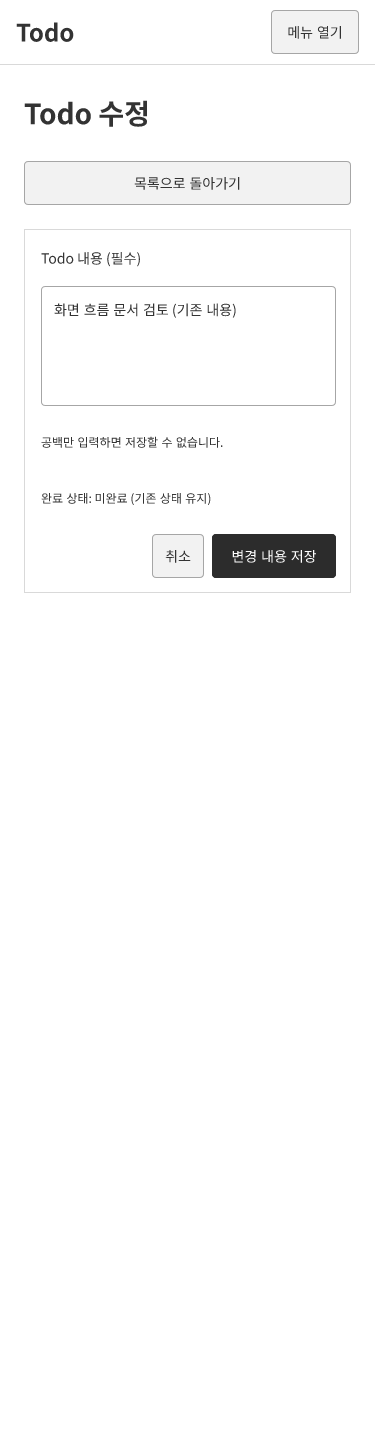 Todo
메뉴 열기
Todo 수정
목록으로 돌아가기
Todo 내용 (필수)
화면 흐름 문서 검토 (기존 내용)
공백만 입력하면 저장할 수 없습니다.
완료 상태: 미완료 (기존 상태 유지)
취소
변경 내용 저장